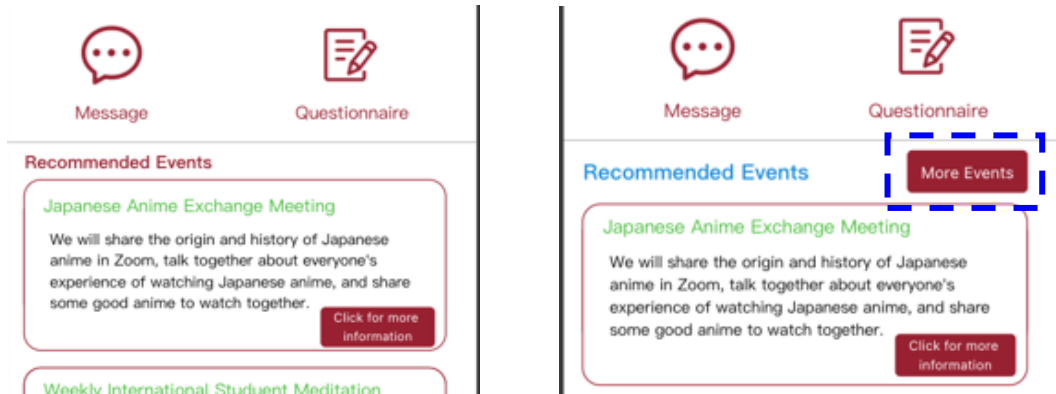 Message
Questionnaire
Recommended Events
Japanese Anime Exchange Meeting
We will share the origin and history of Japanese
anime in Zoom, talk together about everyone's
experience of watching Japanese anime, and share
some good anime to watch together.
Click for more
information
Weekly International Studuent Meditation
Message
Questionnaire
Recommended Events
More Events
Japanese Anime Exchange Meeting
We will share the origin and history of Japanese
anime in Zoom, talk together about everyone's
experience of watching Japanese anime, and share
some good anime to watch together.
Click for more
information